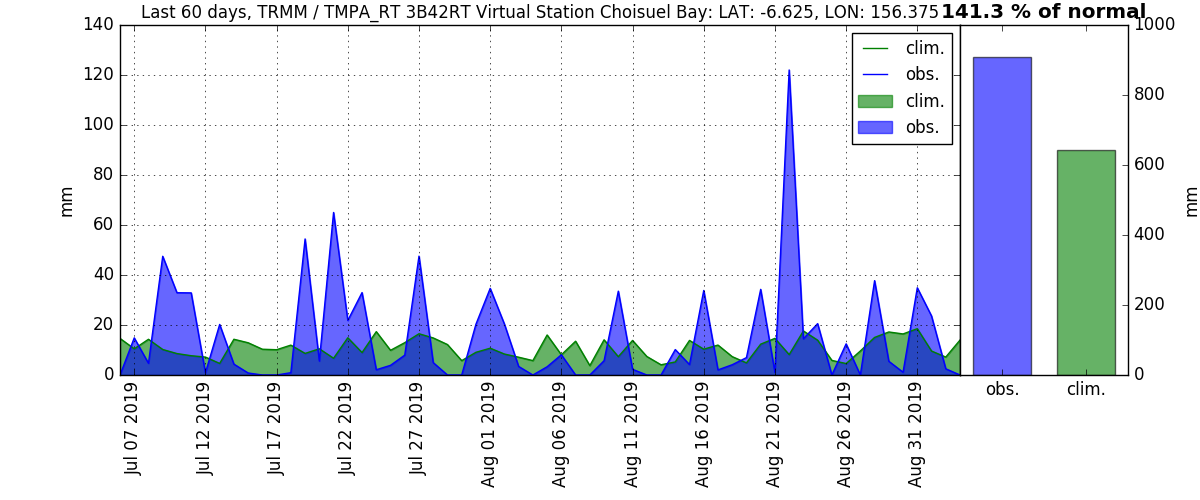 Last 60 days, TRMM / TMPA_RT 3B42RT Virtual Station Choisuel Bay: LAT: -6.625, LON: 156.375
141.3 % of normal
140
120
100
80
60
40
20
0
mm
clim.
obs.
clim.
obs.
Jul 07 2019
Jul 12 2019
Jul 17 2019
Jul 22 2019
Jul 27 2019
Aug 01 2019
Aug 06 2019
Aug 11 2019
Aug 16 2019
Aug 21 2019
Aug 26 2019
Aug 31 2019
1000
800
600
400
200
0
mm
obs.
clim.